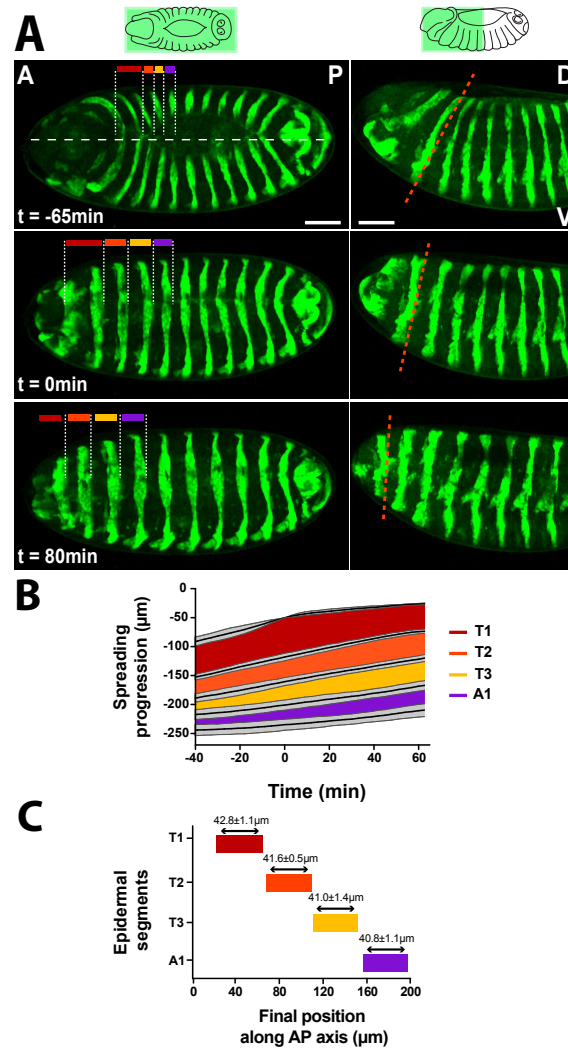 A
A P D
t = -65min V
t = 0min
t = 80min
B
0
-50
-100
-150
-200
-250
Spreading
progression (µm)
-40 -20 0 20 40 60
Time (min)
T1
T2
T3
A1
C
42.8±1.1µm
T1
41.6±0.5µm
T2
41.0±1.4µm
T3
40.8±1.1µm
A1
Epidermal
segments
0 40 80 120 160 200
Final position
along AP axis (µm)